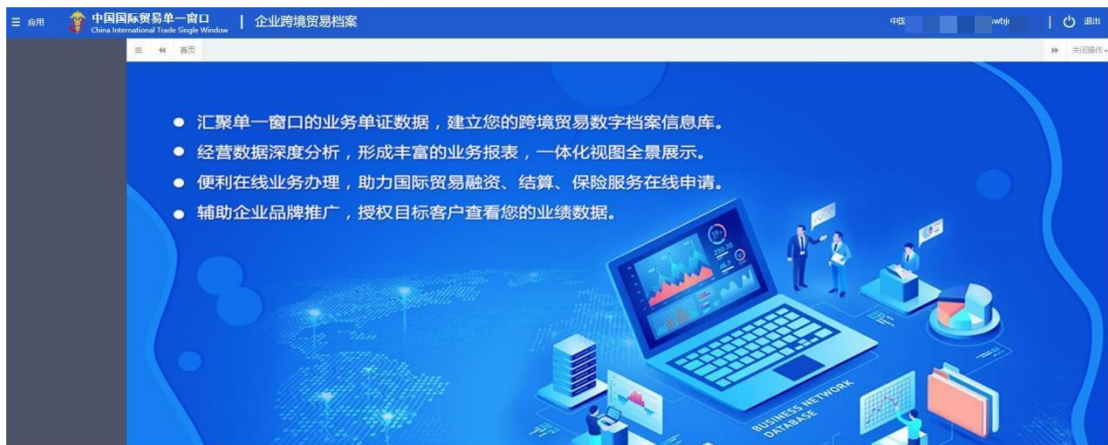 应用
中国国际贸易单一窗口
China International Trade Single Window
企业跨境贸易档案
中国
wbj
退出
首页
关闭操作
汇聚单一窗口的业务单证数据，建立您的跨境贸易数字档案信息库。
经营数据深度分析，形成丰富的业务报表，一体化视图全景展示。
便利在线业务办理，助力国际贸易融资、结算、保险服务在线申请。
辅助企业品牌推广，授权目标客户查看您的业绩数据。
BUSINESS NETWORK
DATABASE